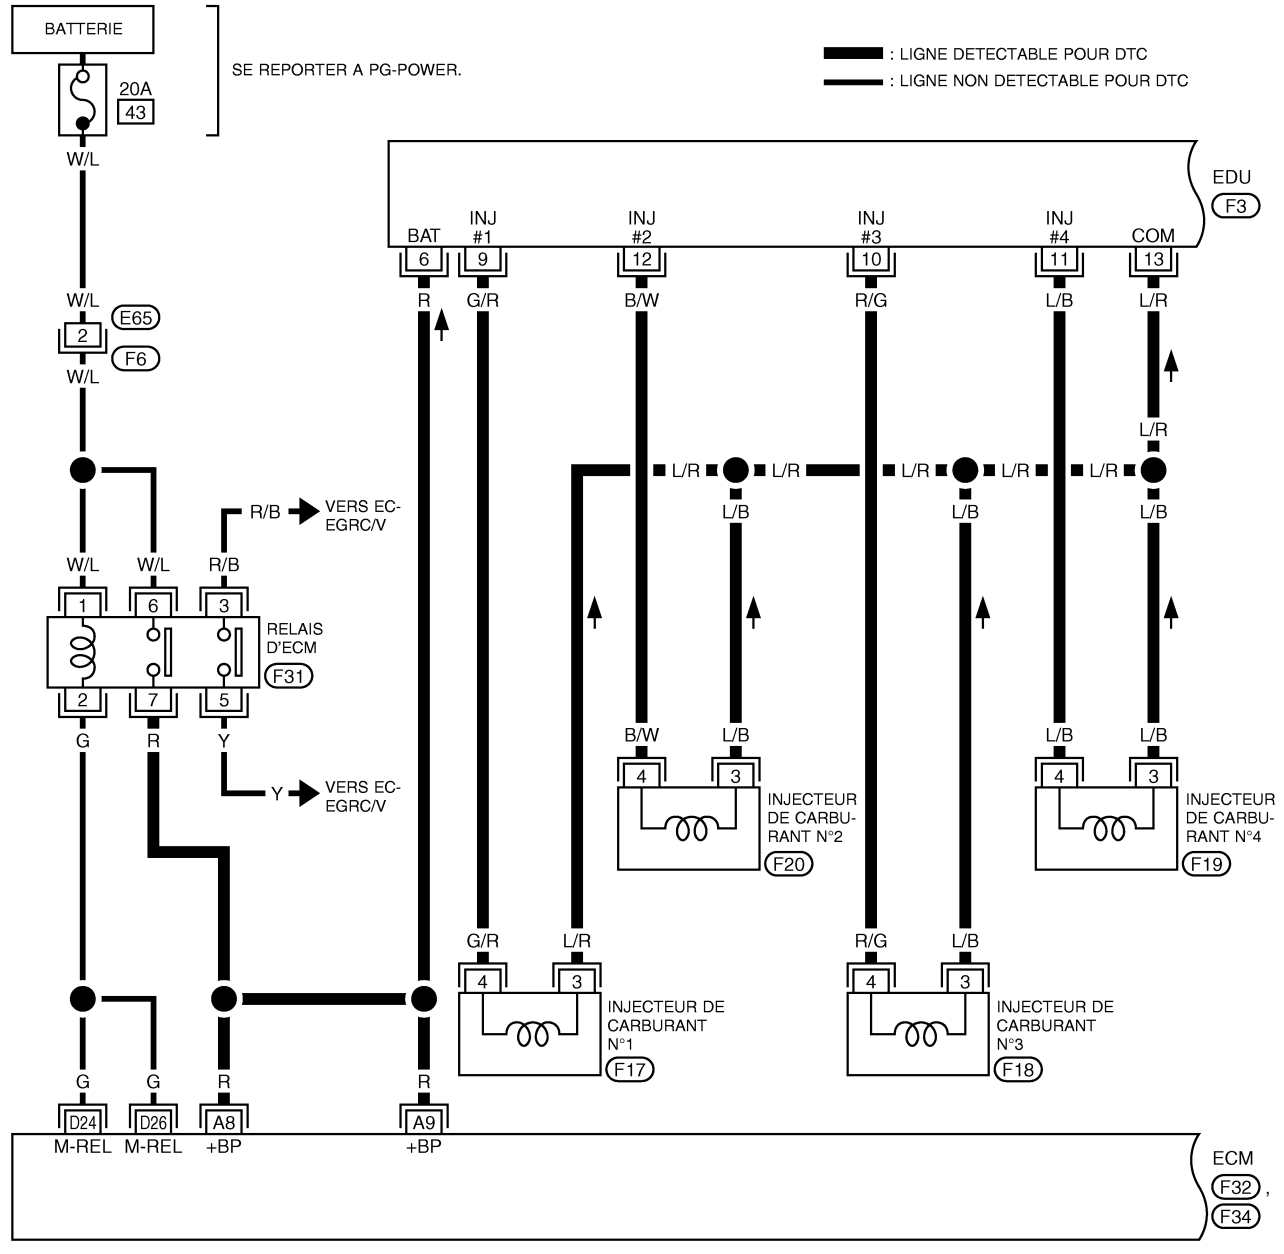 BATTERIE
20A
43
SE REPORTER A PG-POWER.
: LIGNE DETECTABLE POUR DTC
: LIGNE NON DETECTABLE POUR DTC
W/L
EDU
F3
BAT
INJ
#1
INJ
#2
INJ
#3
INJ
#4
COM
6
9
12
10
11
13
R
G/R
B/W
R/G
L/B
L/R
W/L
E65
2
F6
W/L
L/R
L/R
L/R
L/R
L/R
L/R
L/B
L/B
L/B
R/B
VERS EC-
EGRC/V
W/L
W/L
R/B
1
6
3
RELAIS
D'ECM
F31
2
7
5
G
R
Y
Y
VERS EC-
EGRC/V
B/W
L/B
L/B
L/B
4
3
4
3
INJECTEUR
DE CARBU-
RANT N°2
F20
INJECTEUR
DE CARBU-
RANT N°4
F19
G/R
L/R
R/G
L/B
4
3
4
3
INJECTEUR DE
CARBURANT
N°1
F17
INJECTEUR DE
CARBURANT
N°3
F18
G
G
R
R
D24
D26
A8
A9
M-REL
M-REL
+BP
+BP
ECM
F32 ,
F34